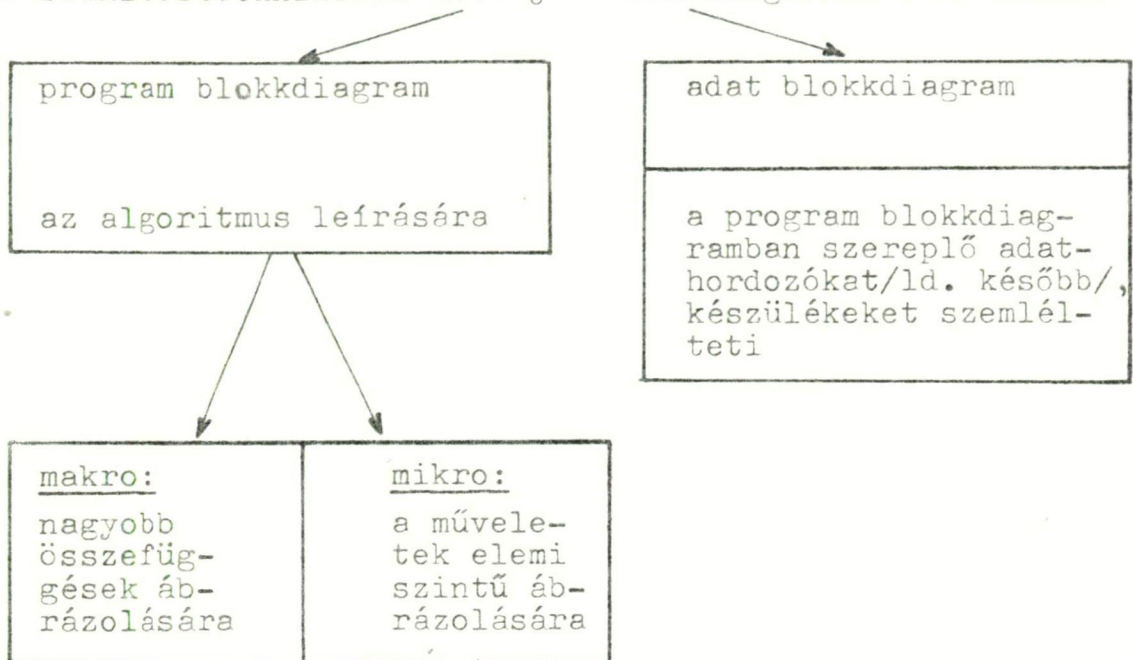 program blokkdiagram
az algoritmus leírására
adat blokkdiagram
a program blokkdiag-
ramban szereplő adat-
hordozókat/ld. később/,
készülékeket szemlél-
teti
makro:
nagyobb
összefüg-
gések áb-
rázolására
mikro:
a művele-
tek elemi
szintű áb-
rázolására